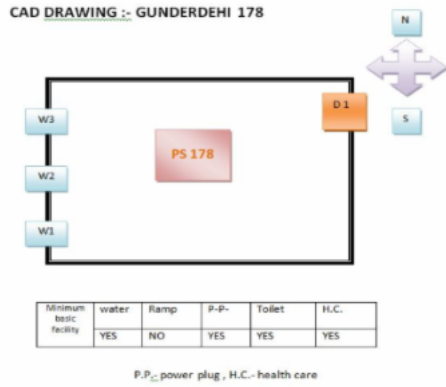 CAD DRAWING :- GUNDERDEHI 178
N
D 1
S
W3
PS 178
W2
W1
Minimum basic facility water Ramp P-P- Toilet H.C.
YES NO YES YES YES
P.P.- power plug , H.C.- health care